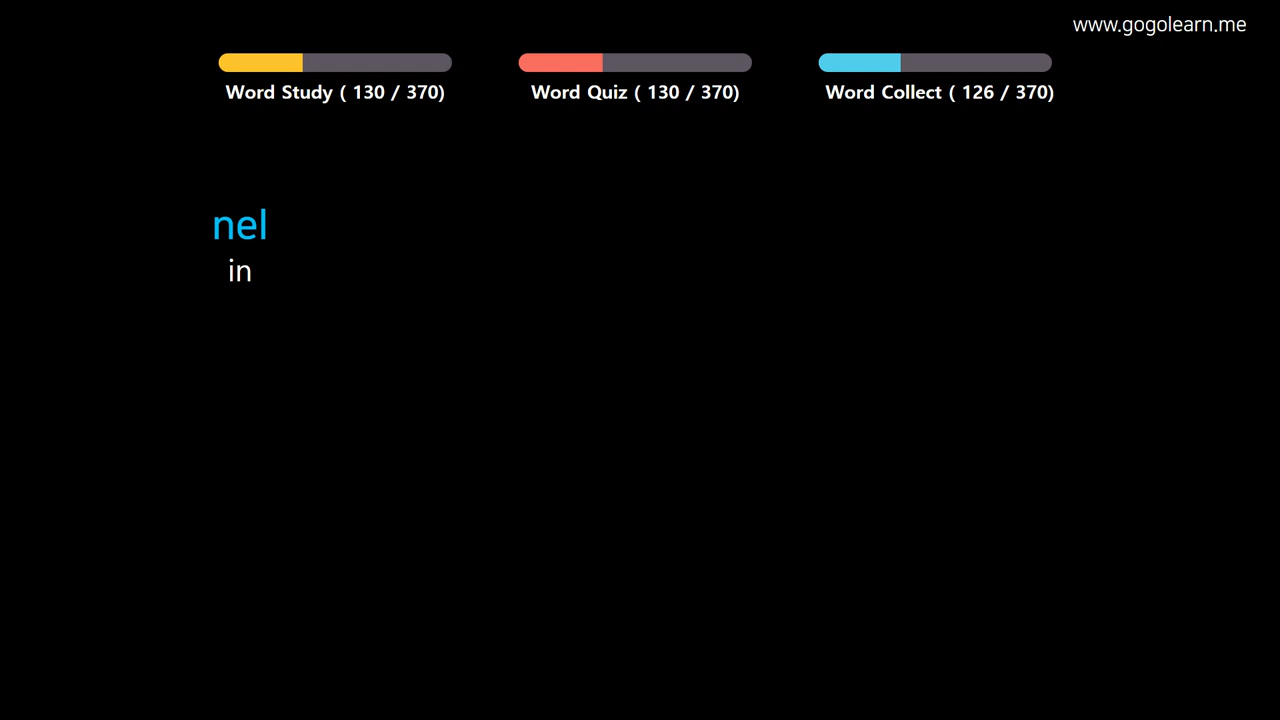 www.gogolearn.me
Word Study ( 130 / 370)
Word Quiz ( 130 / 370)
Word Collect ( 126 / 370)
nel
in